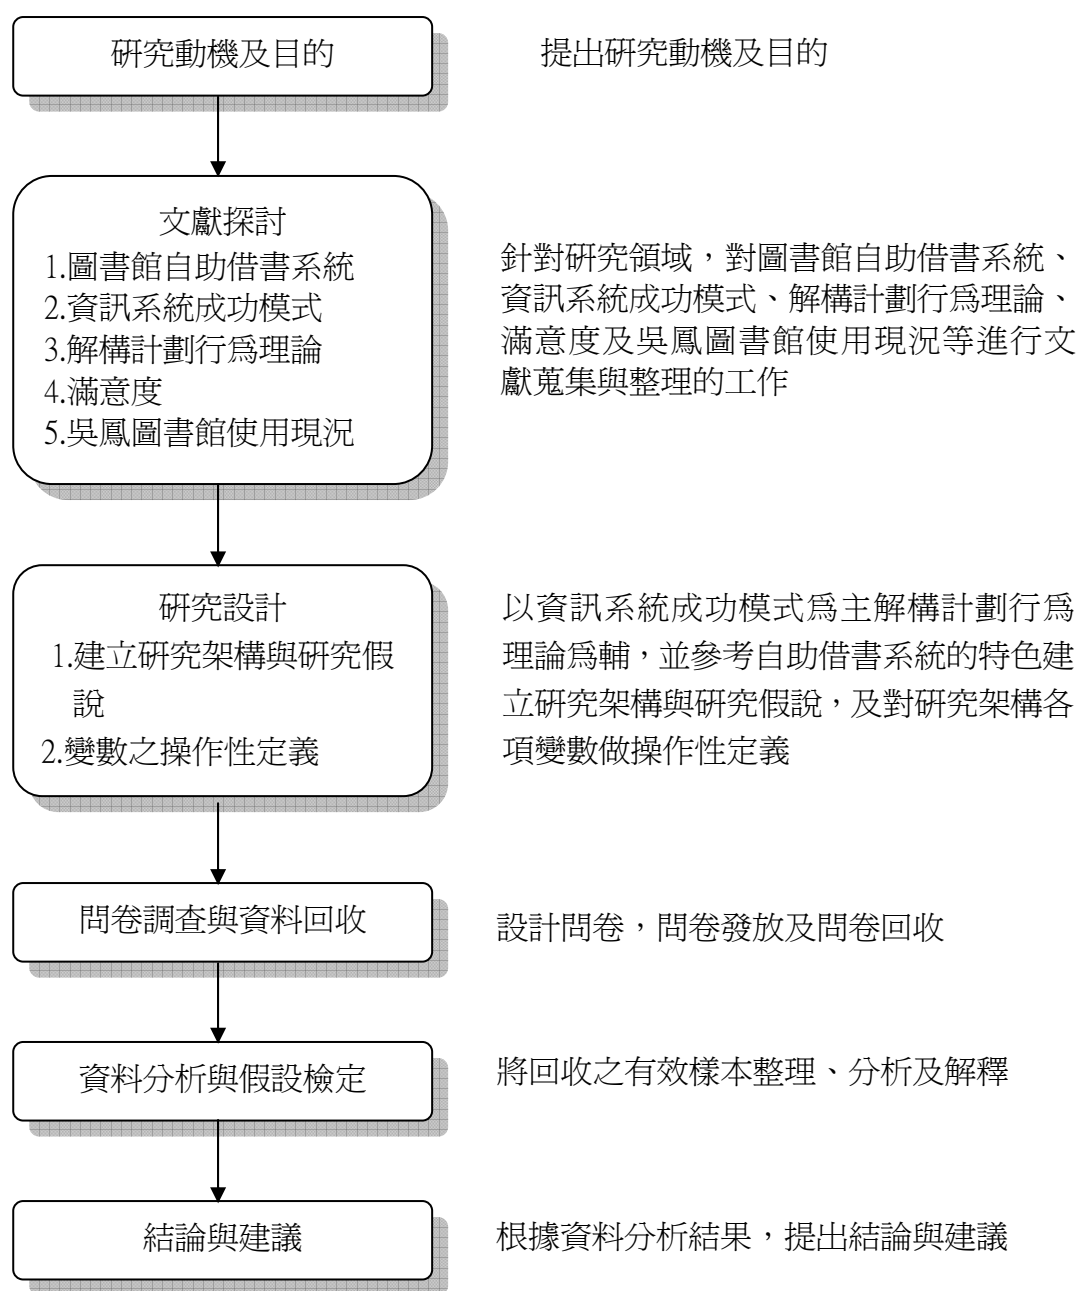 研究動機及目的
提出研究動機及目的
文獻探討
1.圖書館自助借書系統
2.資訊系統成功模式
3.解構計劃行為理論
4.滿意度
5.吳鳳圖書館使用現況
針對研究領域，對圖書館自助借書系統、
資訊系統成功模式、解構計劃行為理論、
滿意度及吳鳳圖書館使用現況等進行文
獻蒐集與整理的工作
研究設計
1.建立研究架構與研究假
說
2.變數之操作性定義
以資訊系統成功模式為主解構計劃行為
理論為輔，並參考自助借書系統的特色建
立研究架構與研究假說，及對研究架構各
項變數做操作性定義
問卷調查與資料回收
設計問卷，問卷發放及問卷回收
資料分析與假設檢定
將回收之有效樣本整理、分析及解釋
結論與建議
根據資料分析結果，提出結論與建議